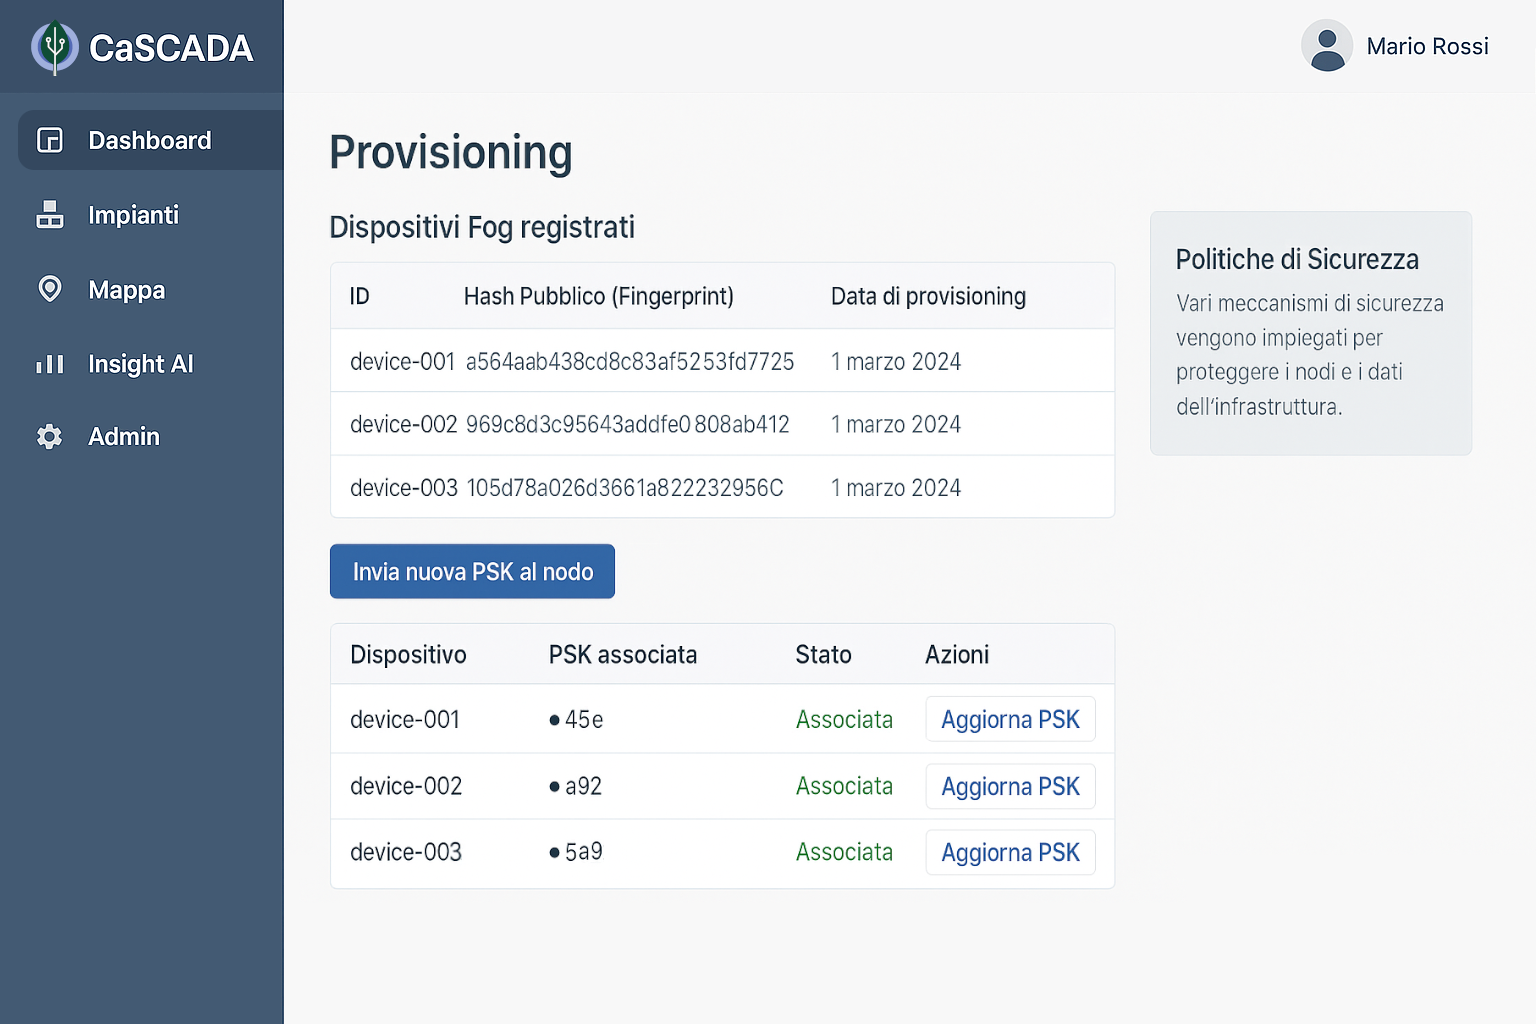 CaSCADA
Mario Rossi
Dashboard
Impianti
Mappa
Insight AI
Admin
Provisioning
Dispositivi Fog registrati
ID Hash Pubblico (Fingerprint) Data di provisioning
device-001 a564aab438cd8c83af5253fd7725 1 marzo 2024
device-002 969c8d3c95643addfe0808ab412 1 marzo 2024
device-003 105d78a026d3661a822232956C 1 marzo 2024
Invia nuova PSK al nodo
Dispositivo PSK associata Stato Azioni
device-001 • 45e Associata Aggiorna PSK
device-002 • a92 Associata Aggiorna PSK
device-003 • 5a9 Associata Aggiorna PSK
Politiche di Sicurezza
Vari meccanismi di sicurezza
vengono impiegati per
proteggere i nodi e i dati
dell'infrastruttura.